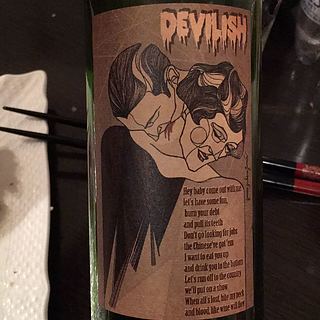 DEVILISH
Hey baby come out with me
let's have some fun,
burn your debt
and pull its teeth
Don't go looking for jobs
the Chinese've got 'em
I want to eat you up
and drink you to the bottom
Let's run off to the country
we'll put on a show
When all's lost, bite my neck
and blood, like wine will flow